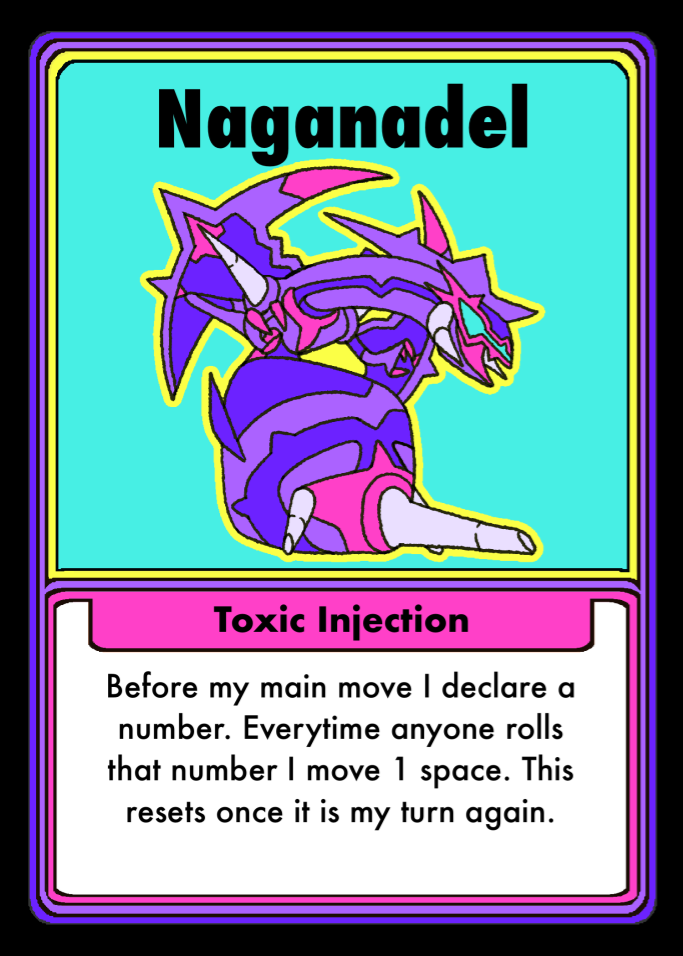 Naganadel
Toxic Injection
Before my main move I declare a
number. Everytime anyone rolls
that number I move 1 space. This
resets once it is my turn again.